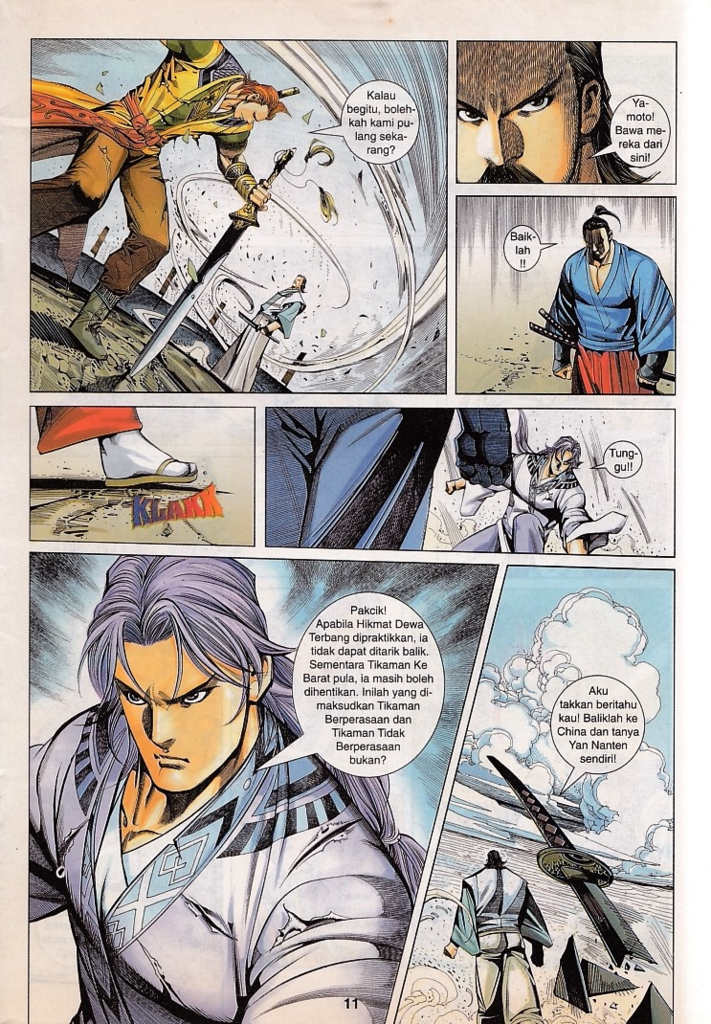 Kalau
begitu, boleh-
kah kami pu-
lang seka-
rang?
Ya-
moto!
Bawa me-
reka dari
sini!
Baik-
lah
!!
KLAKK
Tung-
gu!!
Pakcik!
Apabila Hikmat Dewa
Terbang dipraktikkan, ia
tidak dapat ditarik balik.
Sementara Tikaman Ke
Barat pula, ia masih boleh
dihentikan. Inilah yang di-
maksudkan Tikaman
Berperasaan dan
Tikaman Tidak
Berperasaan
bukan?
Aku
takkan beritahu
kau! Baliklah ke
China dan tanya
Yan Nanten
sendiri!
11